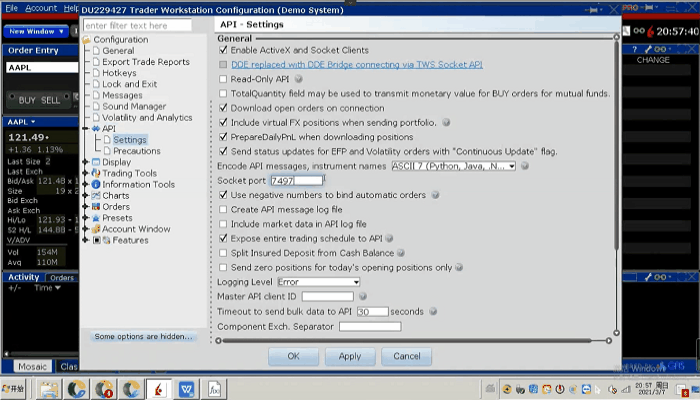 DU229427 Trader Workstation Configuration (Demo System)
File Account
PRO
New Window
20:57:40
Order Entry
AAPL
BUY SELL
AAPL
121.49
+1.36 1.13%
Last Size 2
Bid/Ask 121.48 x 1
Size 19 x 2
Bid Exch
Ask Exch
Hi/Lo 121.93 - 1
52 H/L 144.88 - 5
V/ADV
Vol 154M
Avg 110M
Activity Orders
+/- Time
Mosaic Clas
enter filter text here
Configuration
General
Export Trade Reports
Hotkeys
Lock and Exit
Messages
Sound Manager
Volatility and Analytics
API
Settings
Precautions
Display
Trading Tools
Information Tools
Charts
Orders
Presets
Account Window
Features
Some options are hidden...
API - Settings
General
Enable ActiveX and Socket Clients
DDE replaced with DDE Bridge connecting via TWS Socket API
Read-Only API
TotalQuantity field may be used to transmit monetary value for BUY orders for mutual funds.
Download open orders on connection
Include virtual FX positions when sending portfolio.
PrepareDailyPnL when downloading positions
Send status updates for EFP and Volatility orders with "Continuous Update" flag.
Encode API messages, instrument names ASCII 7 (Python, Java, .N...
Socket port 7497
Use negative numbers to bind automatic orders
Create API message log file
Include market data in API log file
Expose entire trading schedule to API
Split Insured Deposit from Cash Balance
Send zero positions for today's opening positions only
Logging Level Error
Master API client ID
Timeout to send bulk data to API 30 seconds
Component Exch. Separator
OK Apply Cancel
CHANGE
Windows
开始
20:57 周日
2021/3/7